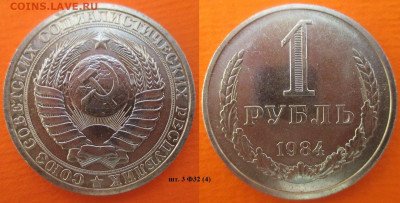 COINS.LAVE.RU
СОЮЗ СОВЕТСКИХ СОЦИАЛИСТИЧЕСКИХ РЕСПУБЛИК
1
РУБЛЬ
1984
шт. 3 Ф32 (4)